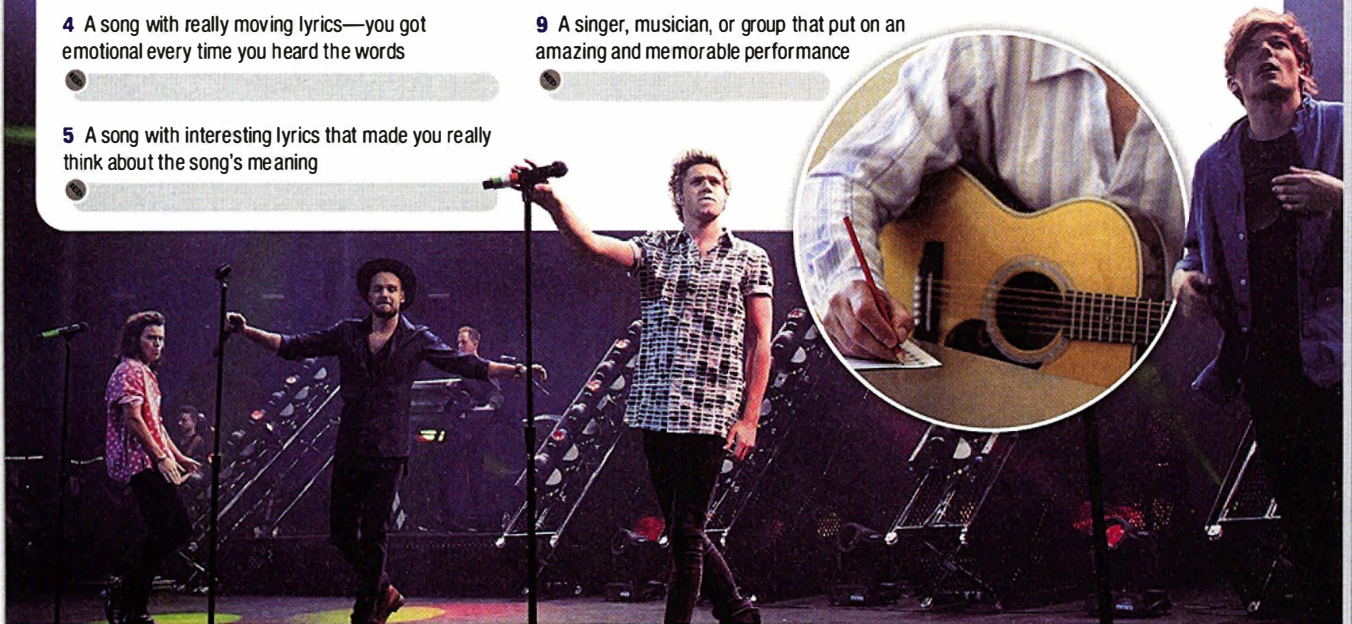 4 A song with really moving lyrics—you got
emotional every time you heard the words
5 A song with interesting lyrics that made you really
think about the song's meaning
9 A singer, musician, or group that put on an
amazing and memorable performance